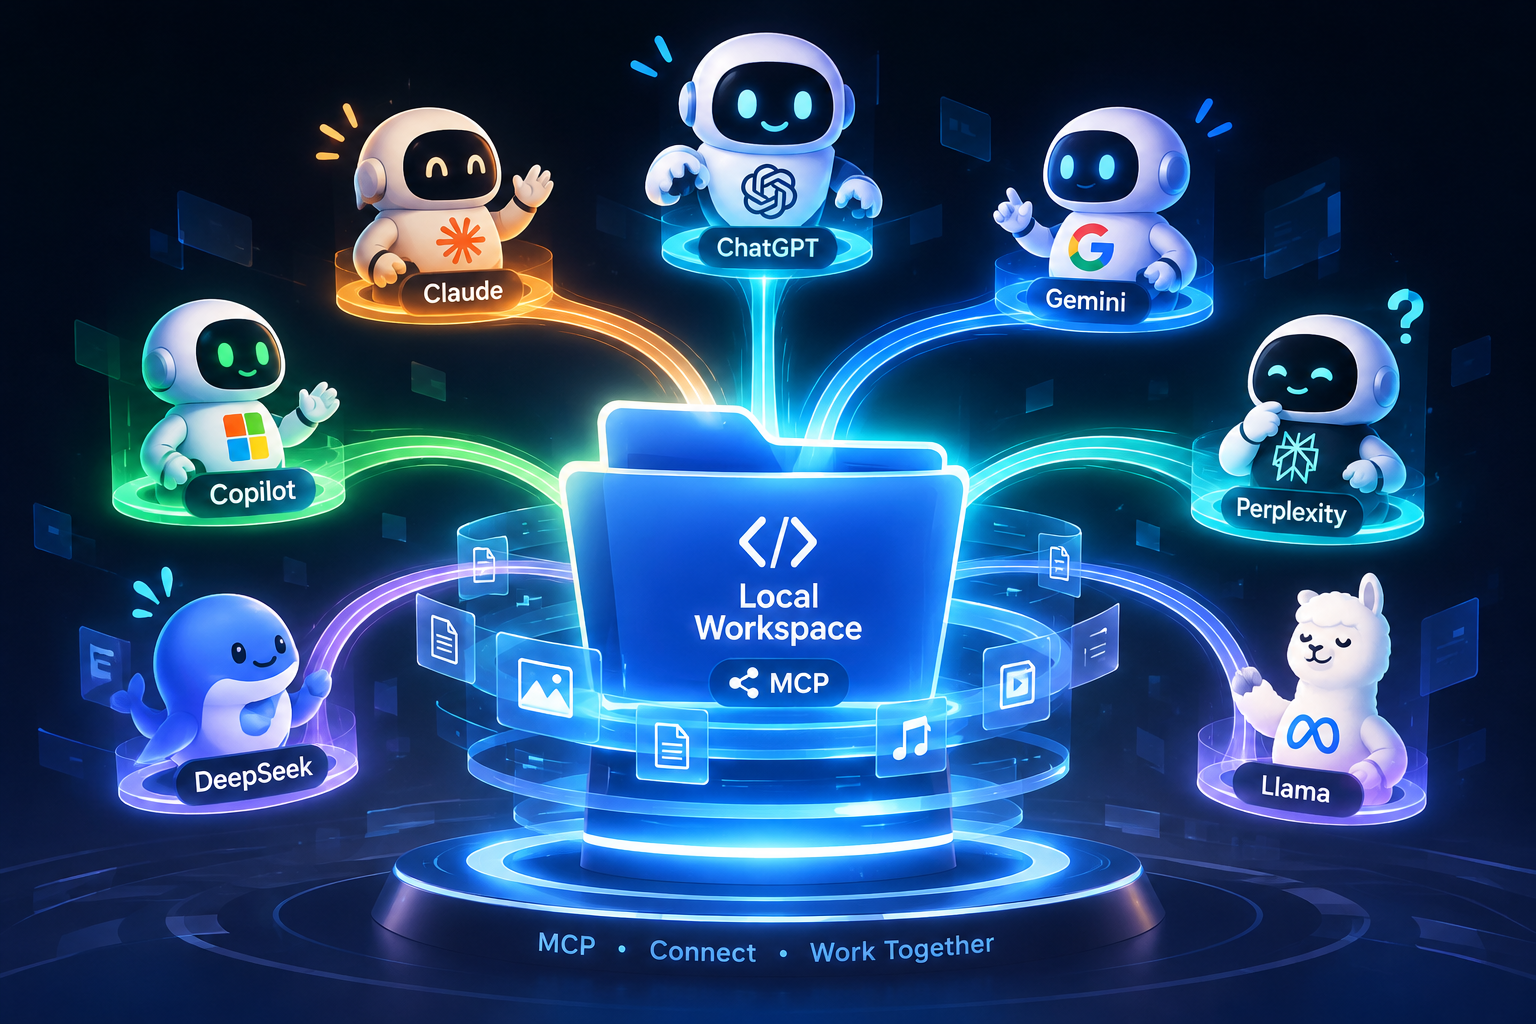 ChatGPT
Claude
Gemini
Copilot
Perplexity
?
</>
Local
Workspace
MCP
DeepSeek
Llama
MCP • Connect • Work Together